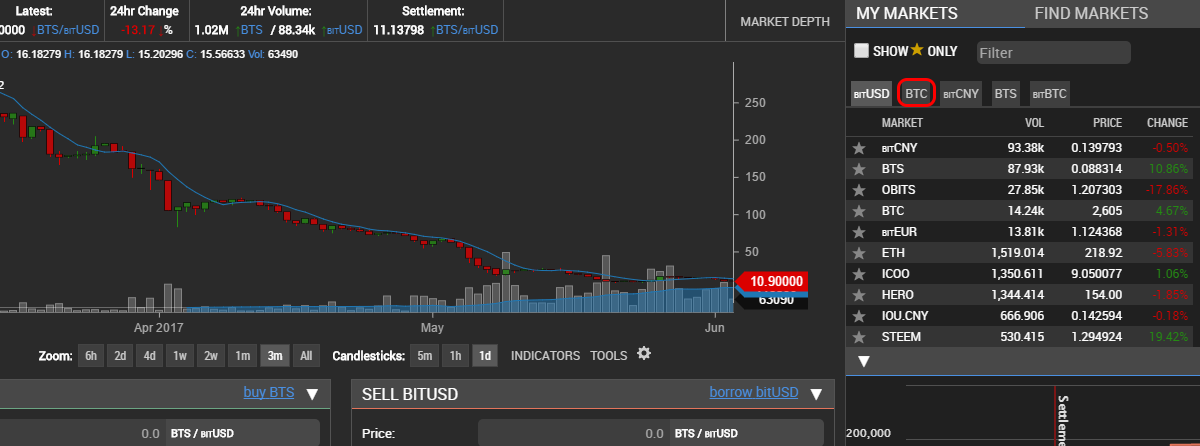 Latest: 24hr Change 24hr Volume: Settlement:
0000 ↓BTS/BITUSD -13.17 ↓% 1.02M ↑BTS / 88.34k ↑BITUSD 11.13798 ↑BTS/BITUSD
MARKET DEPTH
O: 16.18279 H: 16.18279 L: 15.20296 C: 15.56633 Vol: 63490
2
250
200
150
100
50
10.90000
63090
Apr 2017 May Jun
Zoom: 6h 2d 4d 1w 2w 1m 3m All Candlesticks: 5m 1h 1d INDICATORS TOOLS
buy BTS ▼
0.0 BTS / BITUSD
SELL BITUSD borrow bitUSD ▼
Price: 0.0 BTS / BITUSD
MY MARKETS FIND MARKETS
SHOW ★ ONLY Filter
BITUSD BTC BITCNY BTS BITBTC
MARKET VOL PRICE CHANGE
★ BITCNY 93.38k 0.139793 -0.50%
★ BTS 87.93k 0.088314 10.86%
★ OBITS 27.85k 1.207303 -17.86%
★ BTC 14.24k 2,605 4.67%
★ BITEUR 13.81k 1.124368 -1.31%
★ ETH 1,519.014 218.92 -5.83%
★ ICOO 1,350.611 9.050077 1.06%
★ HERO 1,344.414 154.00 -1.85%
★ IOU.CNY 666.906 0.142594 -0.18%
★ STEEM 530.415 1.294924 19.42%
▼
Settleme
200,000